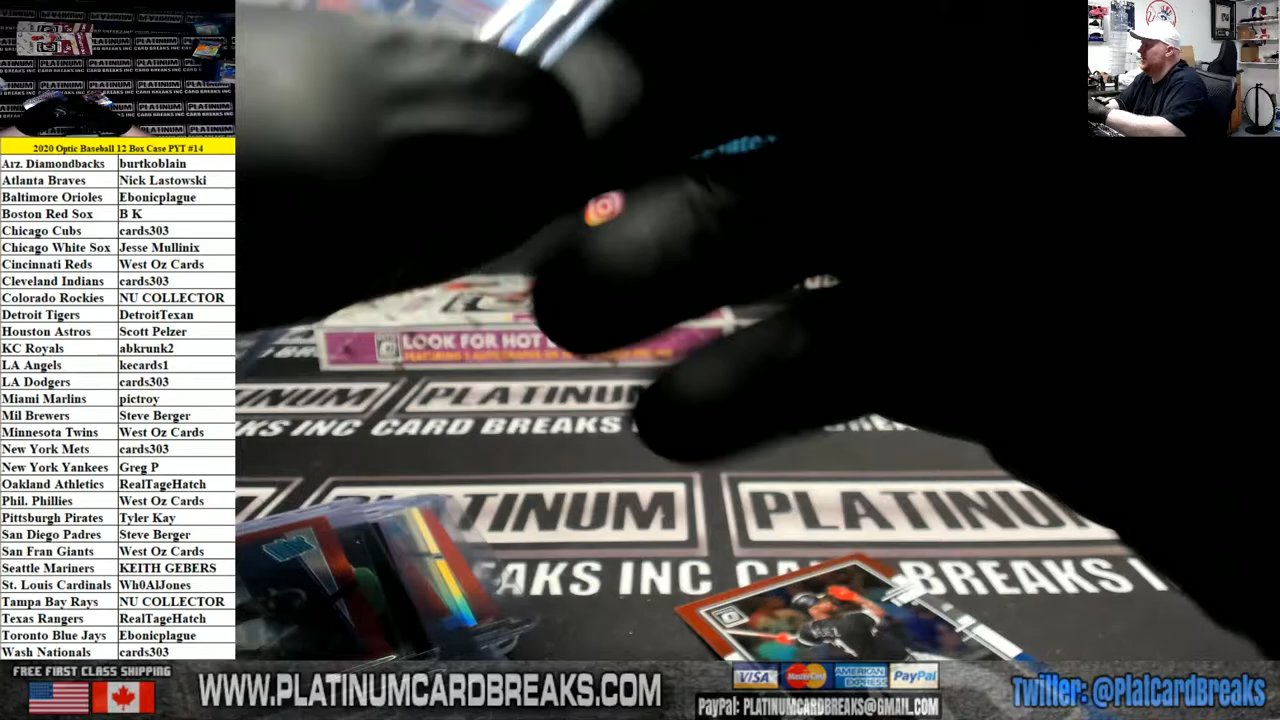 2020 Optic Baseball 12 Box Case PYT #14
Arz. Diamondbacks burtkoblain
Atlanta Braves Nick Lastowski
Baltimore Orioles Ebonicplague
Boston Red Sox B K
Chicago Cubs cards303
Chicago White Sox Jesse Mullinix
Cincinnati Reds West Oz Cards
Cleveland Indians cards303
Colorado Rockies NU COLLECTOR
Detroit Tigers DetroitTexan
Houston Astros Scott Pelzer
KC Royals abkrunk2
LA Angels kecards1
LA Dodgers cards303
Miami Marlins pictroy
Mil Brewers Steve Berger
Minnesota Twins West Oz Cards
New York Mets cards303
New York Yankees Greg P
Oakland Athletics RealTageHatch
Phil. Phillies West Oz Cards
Pittsburgh Pirates Tyler Kay
San Diego Padres Steve Berger
San Fran Giants West Oz Cards
Seattle Mariners KEITH GEBERS
St. Louis Cardinals Wh0AlJones
Tampa Bay Rays NU COLLECTOR
Texas Rangers RealTageHatch
Toronto Blue Jays Ebonicplague
Wash Nationals cards303
LOOK FOR HOT
PLATINUM
CARD BREAKS INC
PLATINUM PLATINUM
FREE FIRST CLASS SHIPPING
WWW.PLATINUMCARDBREAKS.COM
VISA MasterCard AMERICAN EXPRESS PayPal
PayPal: PLATINUMCARDBREAKS@GMAIL.COM
Twitter: @PlatCardBreaks